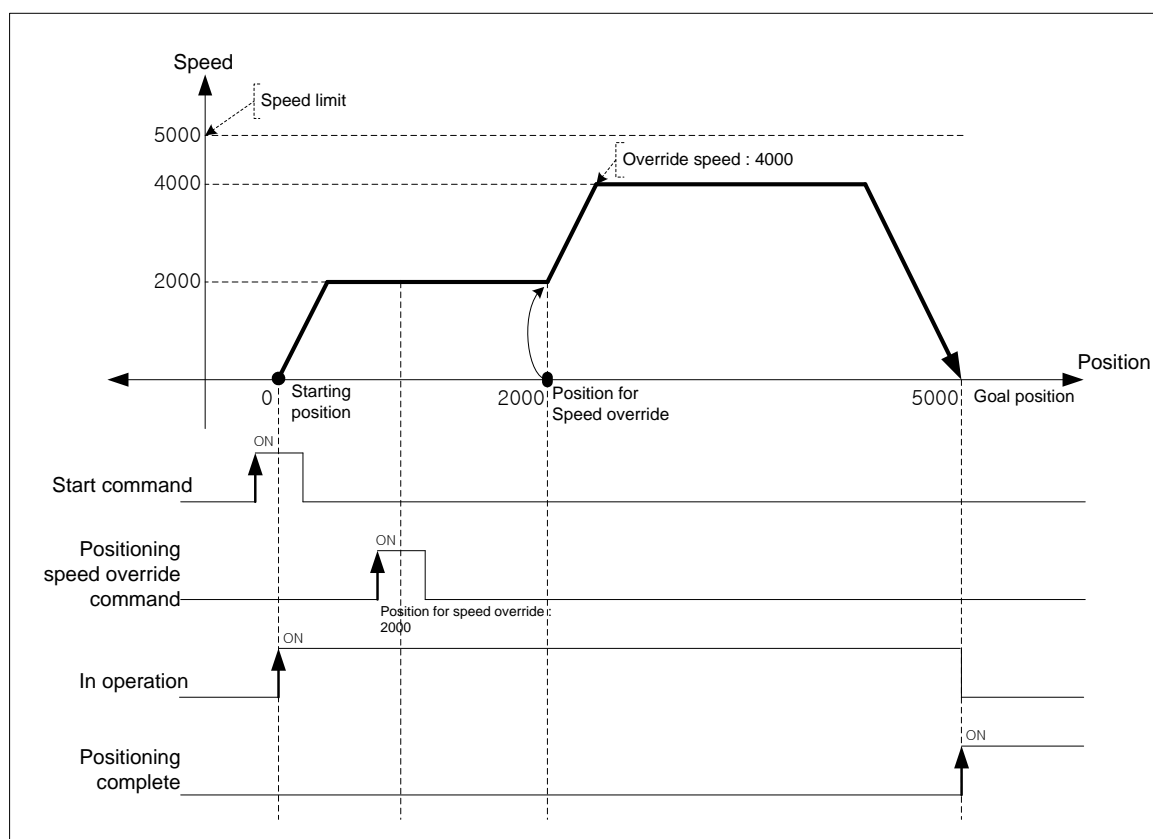 Speed
Speed limit
5000
Override speed : 4000
4000
2000
Position
0
Starting
position
2000
Position for
Speed override
5000
Goal position
ON
Start command
ON
Positioning
speed override
command
Position for speed override :
2000
ON
In operation
ON
Positioning
complete